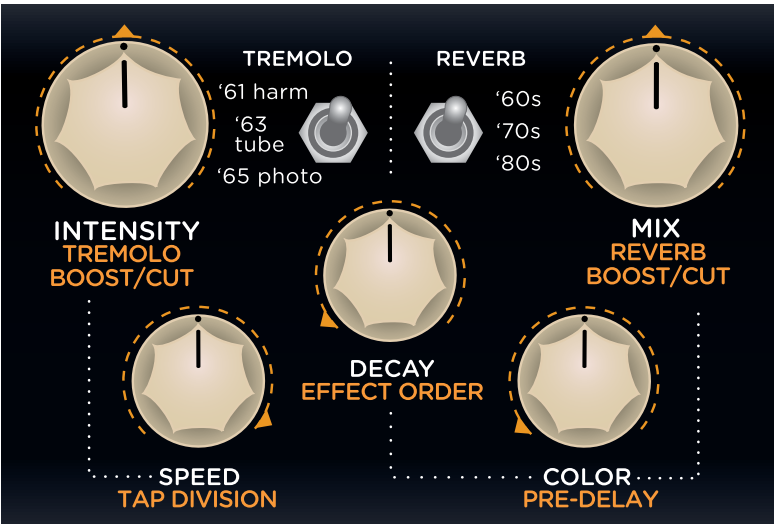 TREMOLO
REVERB
‘61 harm
‘63
tube
‘65 photo
‘60s
‘70s
‘80s
INTENSITY
TREMOLO
BOOST/CUT
MIX
REVERB
BOOST/CUT
DECAY
EFFECT ORDER
SPEED
TAP DIVISION
COLOR
PRE-DELAY